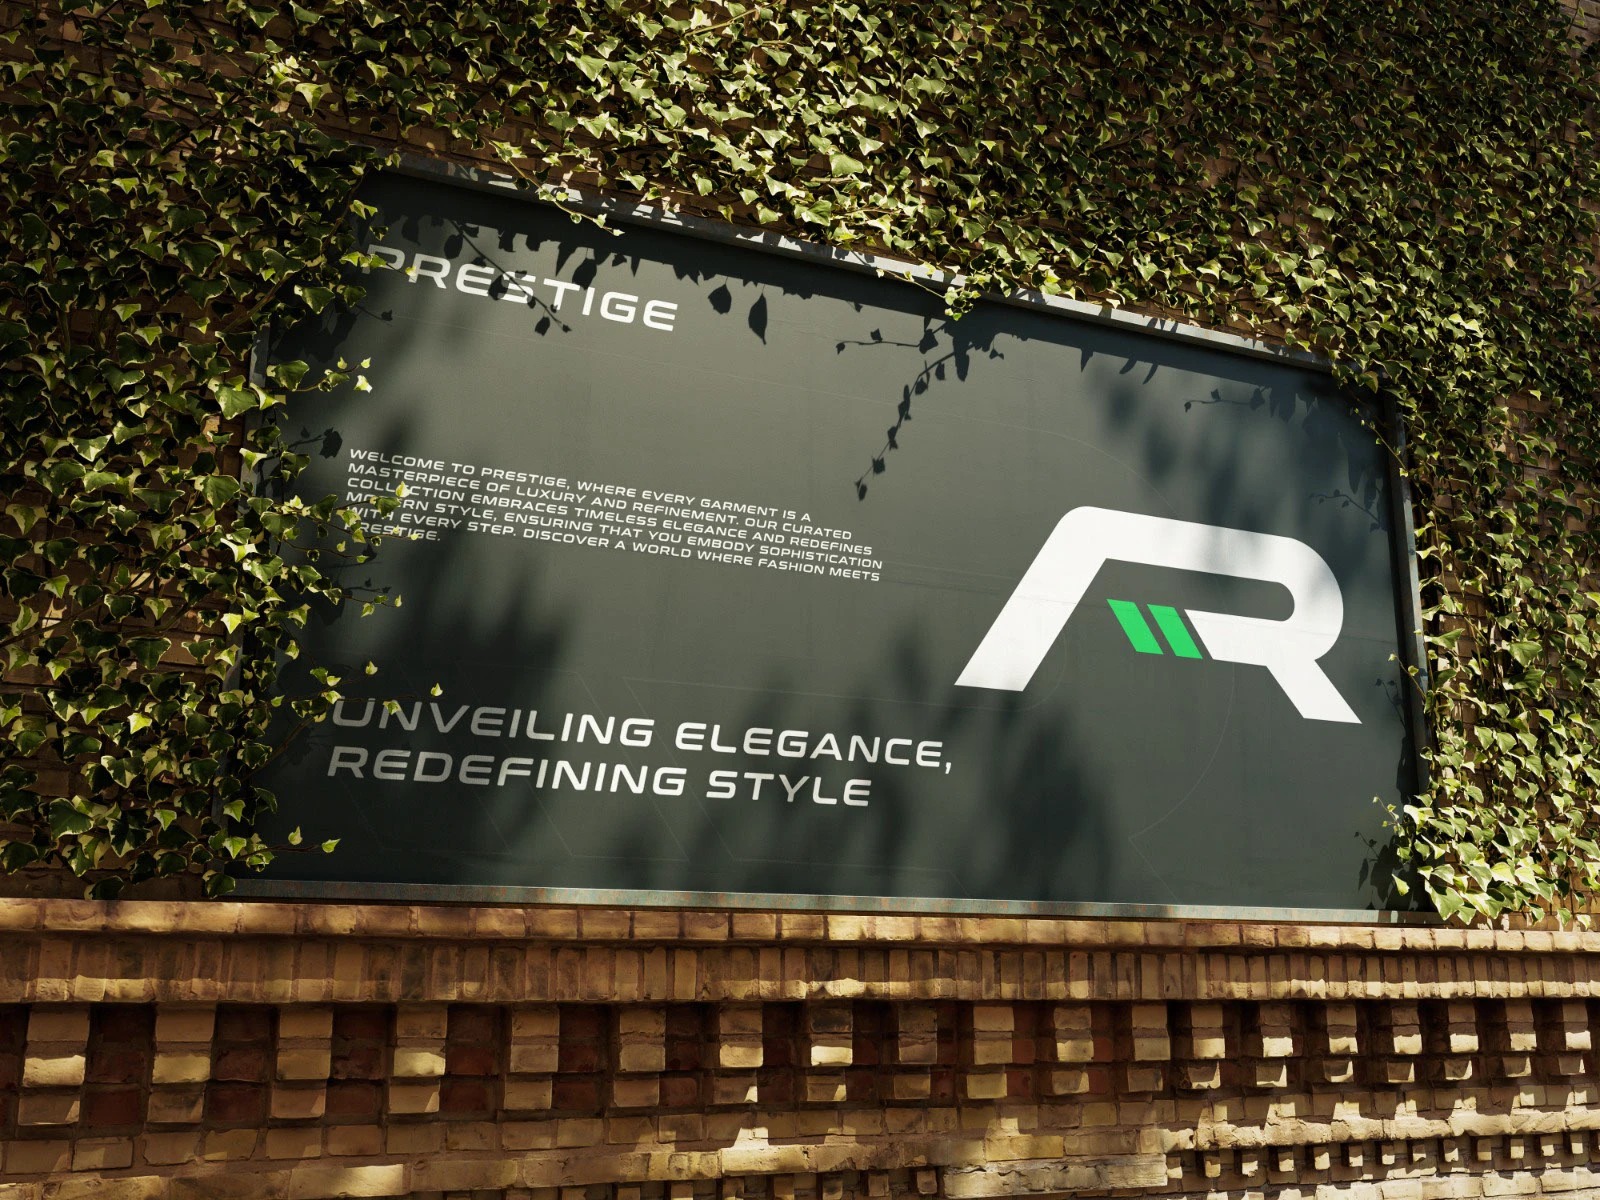 PRESTIGE
WELCOME TO PRESTIGE, WHERE EVERY GARMENT IS A
MASTERPIECE OF LUXURY AND REFINEMENT. OUR CURATED
COLLECTION EMBRACES TIMELESS ELEGANCE AND REDEFINES
MODERN STYLE, ENSURING THAT YOU EMBODY SOPHISTICATION
WITH EVERY STEP. DISCOVER A WORLD WHERE FASHION MEETS
PRESTIGE.
AR
UNVEILING ELEGANCE,
REDEFINING STYLE